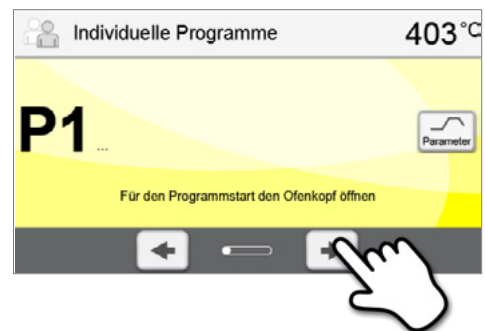 Individuelle Programme
403 °C
P1 ...
Parameter
Für den Programmstart den Ofenkopf öffnen